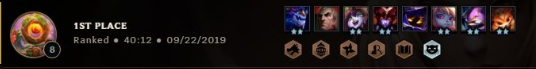 1ST PLACE
Ranked • 40:12 • 09/22/2019
8